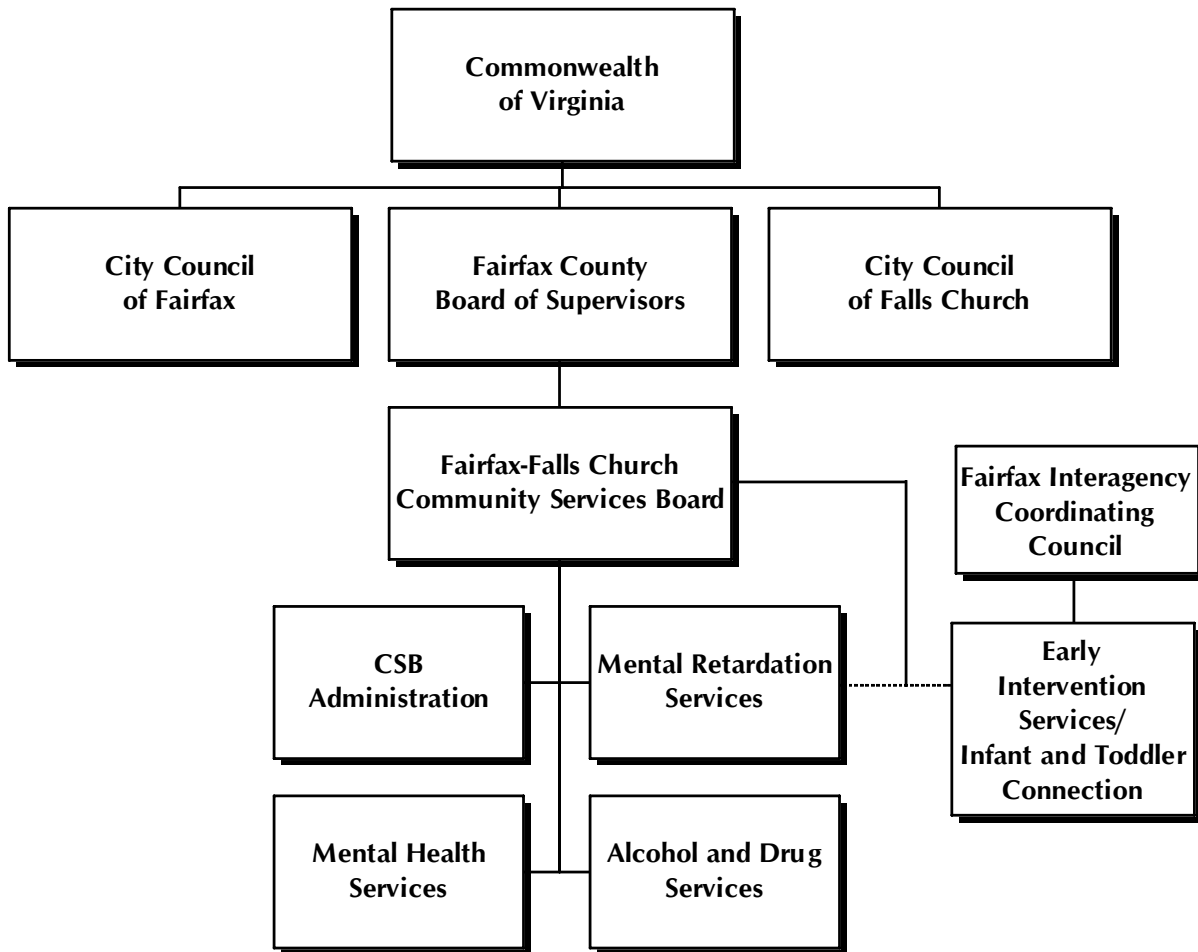 Commonwealth
of Virginia
City Council
of Fairfax
Fairfax County
Board of Supervisors
City Council
of Falls Church
Fairfax-Falls Church
Community Services Board
Fairfax Interagency
Coordinating
Council
CSB
Administration
Mental Retardation
Services
Early
Intervention
Services/
Infant and Toddler
Connection
Mental Health
Services
Alcohol and Drug
Services